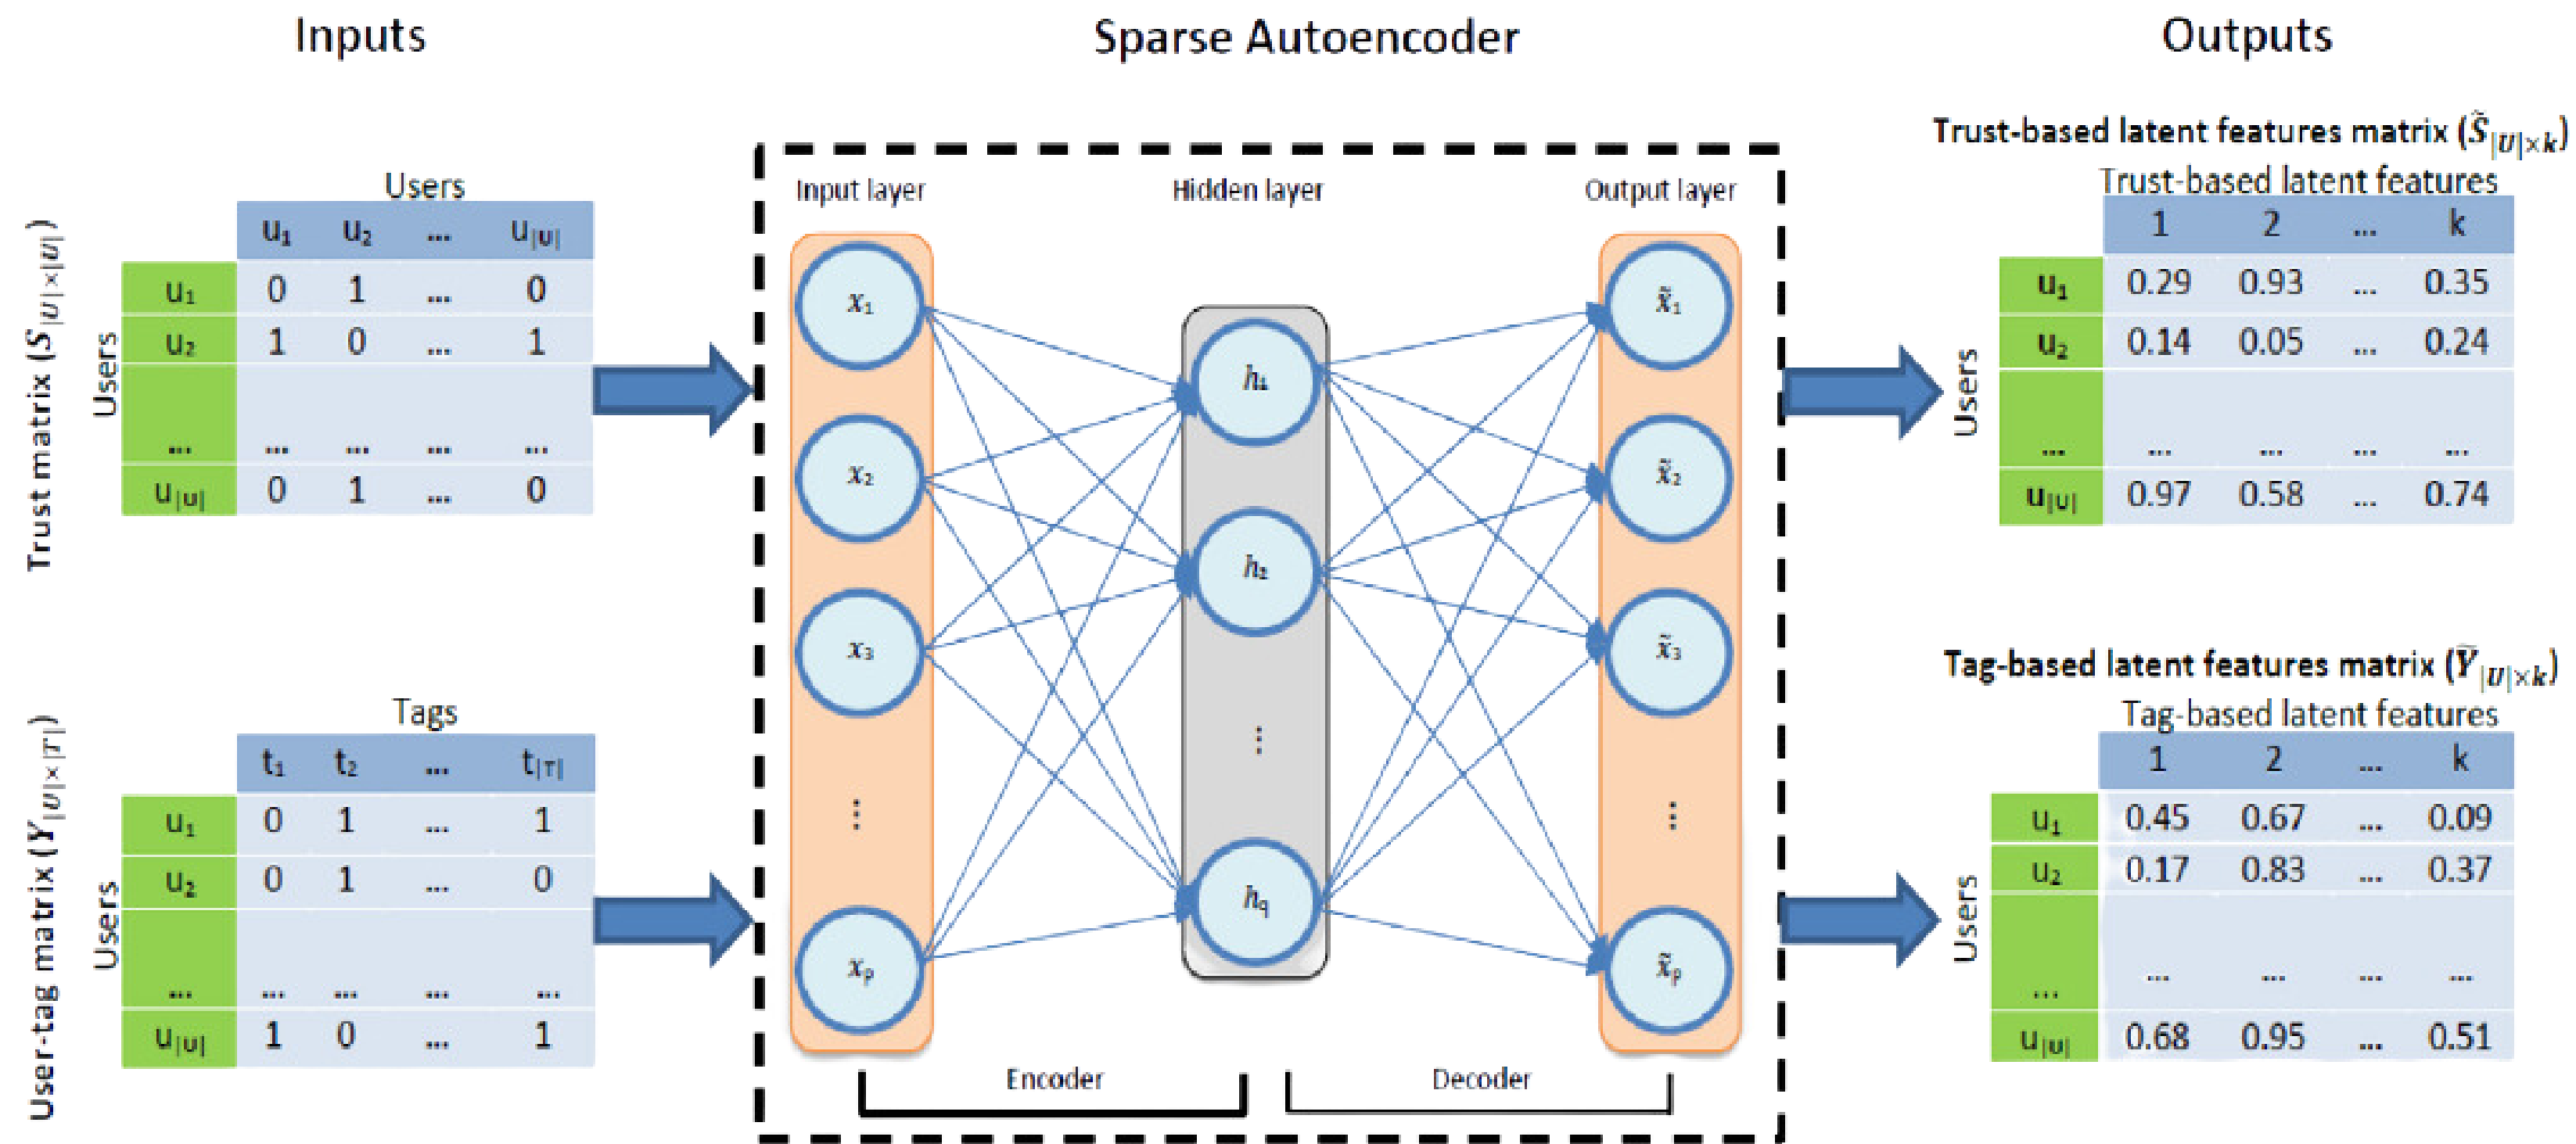 Inputs
Sparse Autoencoder
Outputs
Trust matrix (S|U|×|U|)
Users
Users
u1 u2 ... u|U|
u1 0 1 ... 0
u2 1 0 ... 1
... ... ... ... ...
u|U| 0 1 ... 0
User-tag matrix (Y|U|×|T|)
Tags
Users
t1 t2 ... t|T|
u1 0 1 ... 1
u2 0 1 ... 0
... ... ... ... ...
u|U| 1 0 ... 1
Input layer
Hidden layer
Output layer
x1
x2
x3
...
xp
h1
h2
...
hq
x̃1
x̃2
x̃3
...
x̃p
Encoder
Decoder
Trust-based latent features matrix (S̃|U|×k)
Trust-based latent features
Users
1 2 ... k
u1 0.29 0.93 ... 0.35
u2 0.14 0.05 ... 0.24
... ... ... ... ...
u|U| 0.97 0.58 ... 0.74
Tag-based latent features matrix (Ỹ|U|×k)
Tag-based latent features
Users
1 2 ... k
u1 0.45 0.67 ... 0.09
u2 0.17 0.83 ... 0.37
... ... ... ... ...
u|U| 0.68 0.95 ... 0.51